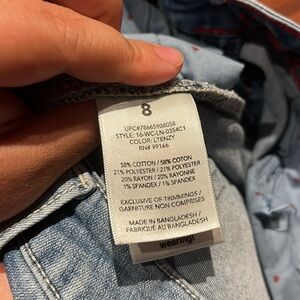 8
UPC#78665908058
STYLE: 16-WC-LN-0354C1
COLOR: LTENZY
RN# 99166
58% COTTON / 58% COTON
21% POLYESTER / 21% POLYESTER
20% RAYON / 20% RAYONNE
1% SPANDEX / 1% SPANDEX
EXCLUSIVE OF TRIMMINGS /
GARNITURE NON COMPRISES
MADE IN BANGLADESH /
FABRIQUÉ AU BANGLADESH
wearing!